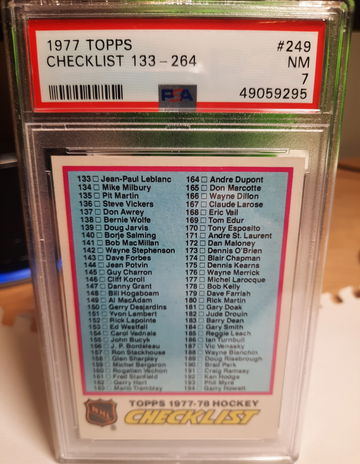 1977 TOPPS #249
CHECKLIST 133-264 NM
7
PSA 49059295
133 Jean-Paul Leblanc
134 Mike Milbury
135 Pit Martin
136 Steve Vickers
137 Don Awrey
138 Bernie Wolfe
139 Doug Jarvis
140 Borje Salming
141 Bob MacMillan
142 Wayne Stephenson
143 Dave Forbes
144 Jean Potvin
145 Guy Charron
146 Cliff Koroll
147 Danny Grant
148 Bill Hogaboam
149 Al MacAdam
150 Gerry Desjardins
151 Yvon Lambert
152 Rick Lapointe
153 Ed Westfall
154 Carol Vadnais
155 John Bucyk
156 J. P. Bordeleau
157 Ron Stackhouse
158 Glen Sharpley
159 Michel Bergeron
160 Rogatien Vachon
161 Fred Stanfield
162 Gerry Hart
163 Mario Tremblay
164 Andre Dupont
165 Don Marcotte
166 Wayne Dillon
167 Claude Larose
168 Eric Vail
169 Tom Edur
170 Tony Esposito
171 Andre St. Laurent
172 Dan Maloney
173 Dennis O'Brien
174 Blair Chapman
175 Dennis Kearns
176 Wayne Merrick
177 Michel Larocque
178 Bob Kelly
179 Dave Farrish
180 Rick Martin
181 Gary Doak
182 Jude Drouin
183 Barry Dean
184 Gary Smith
185 Reggie Leach
186 Ian Turnbull
187 Vic Venasky
188 Wayne Bianchin
189 Doug Risebrough
190 Brad Park
191 Craig Ramsay
192 Ken Hodge
193 Phil Myre
194 Garry Howatt
NHL
TOPPS 1977-78 HOCKEY
CHECKLIST